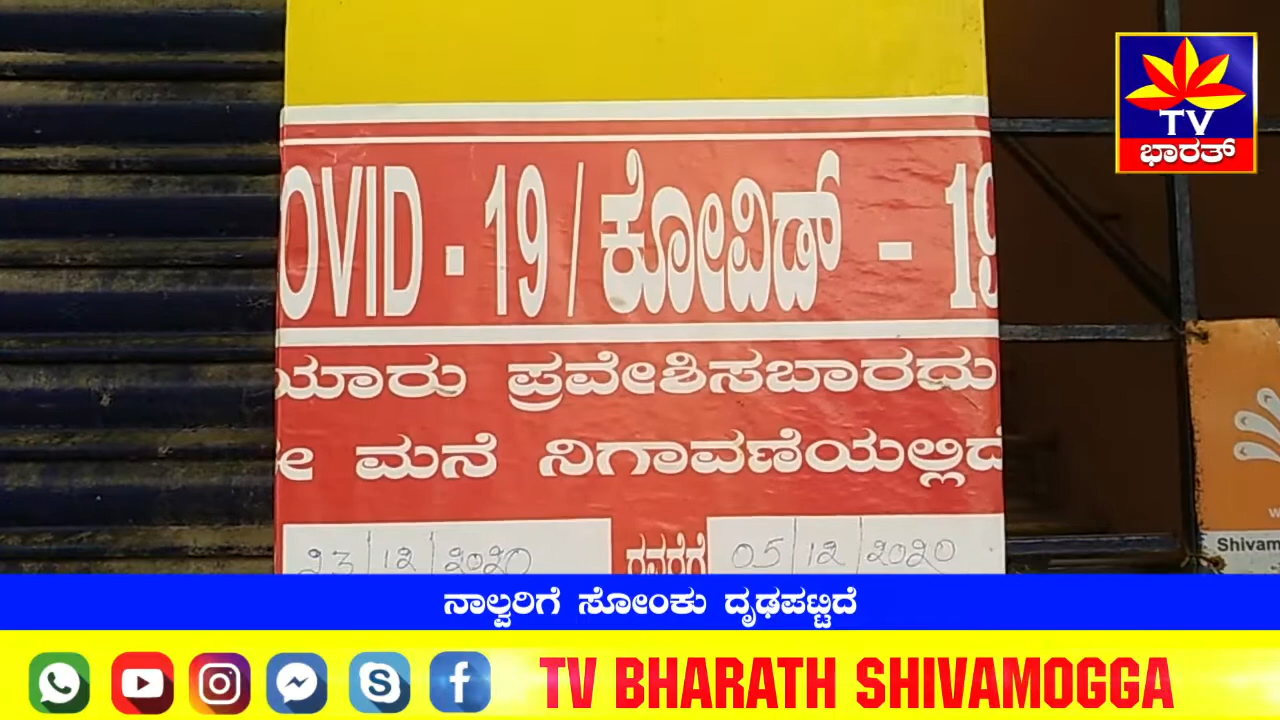 TV
ಭಾರತ್
OVID - 19 / ಕೋವಿಡ್ - 19
ಯಾರು ಪ್ರವೇಶಿಸಬಾರದು
ಮನೆ ನಿಗಾವಣೆಯಲ್ಲಿದೆ
23/12/2020 ರವರೆಗೆ 05/12/2020
Shivam
ನಾಲ್ವರಿಗೆ ಸೋಂಕು ದೃಢಪಟ್ಟಿದೆ
TV BHARATH SHIVAMOGGA